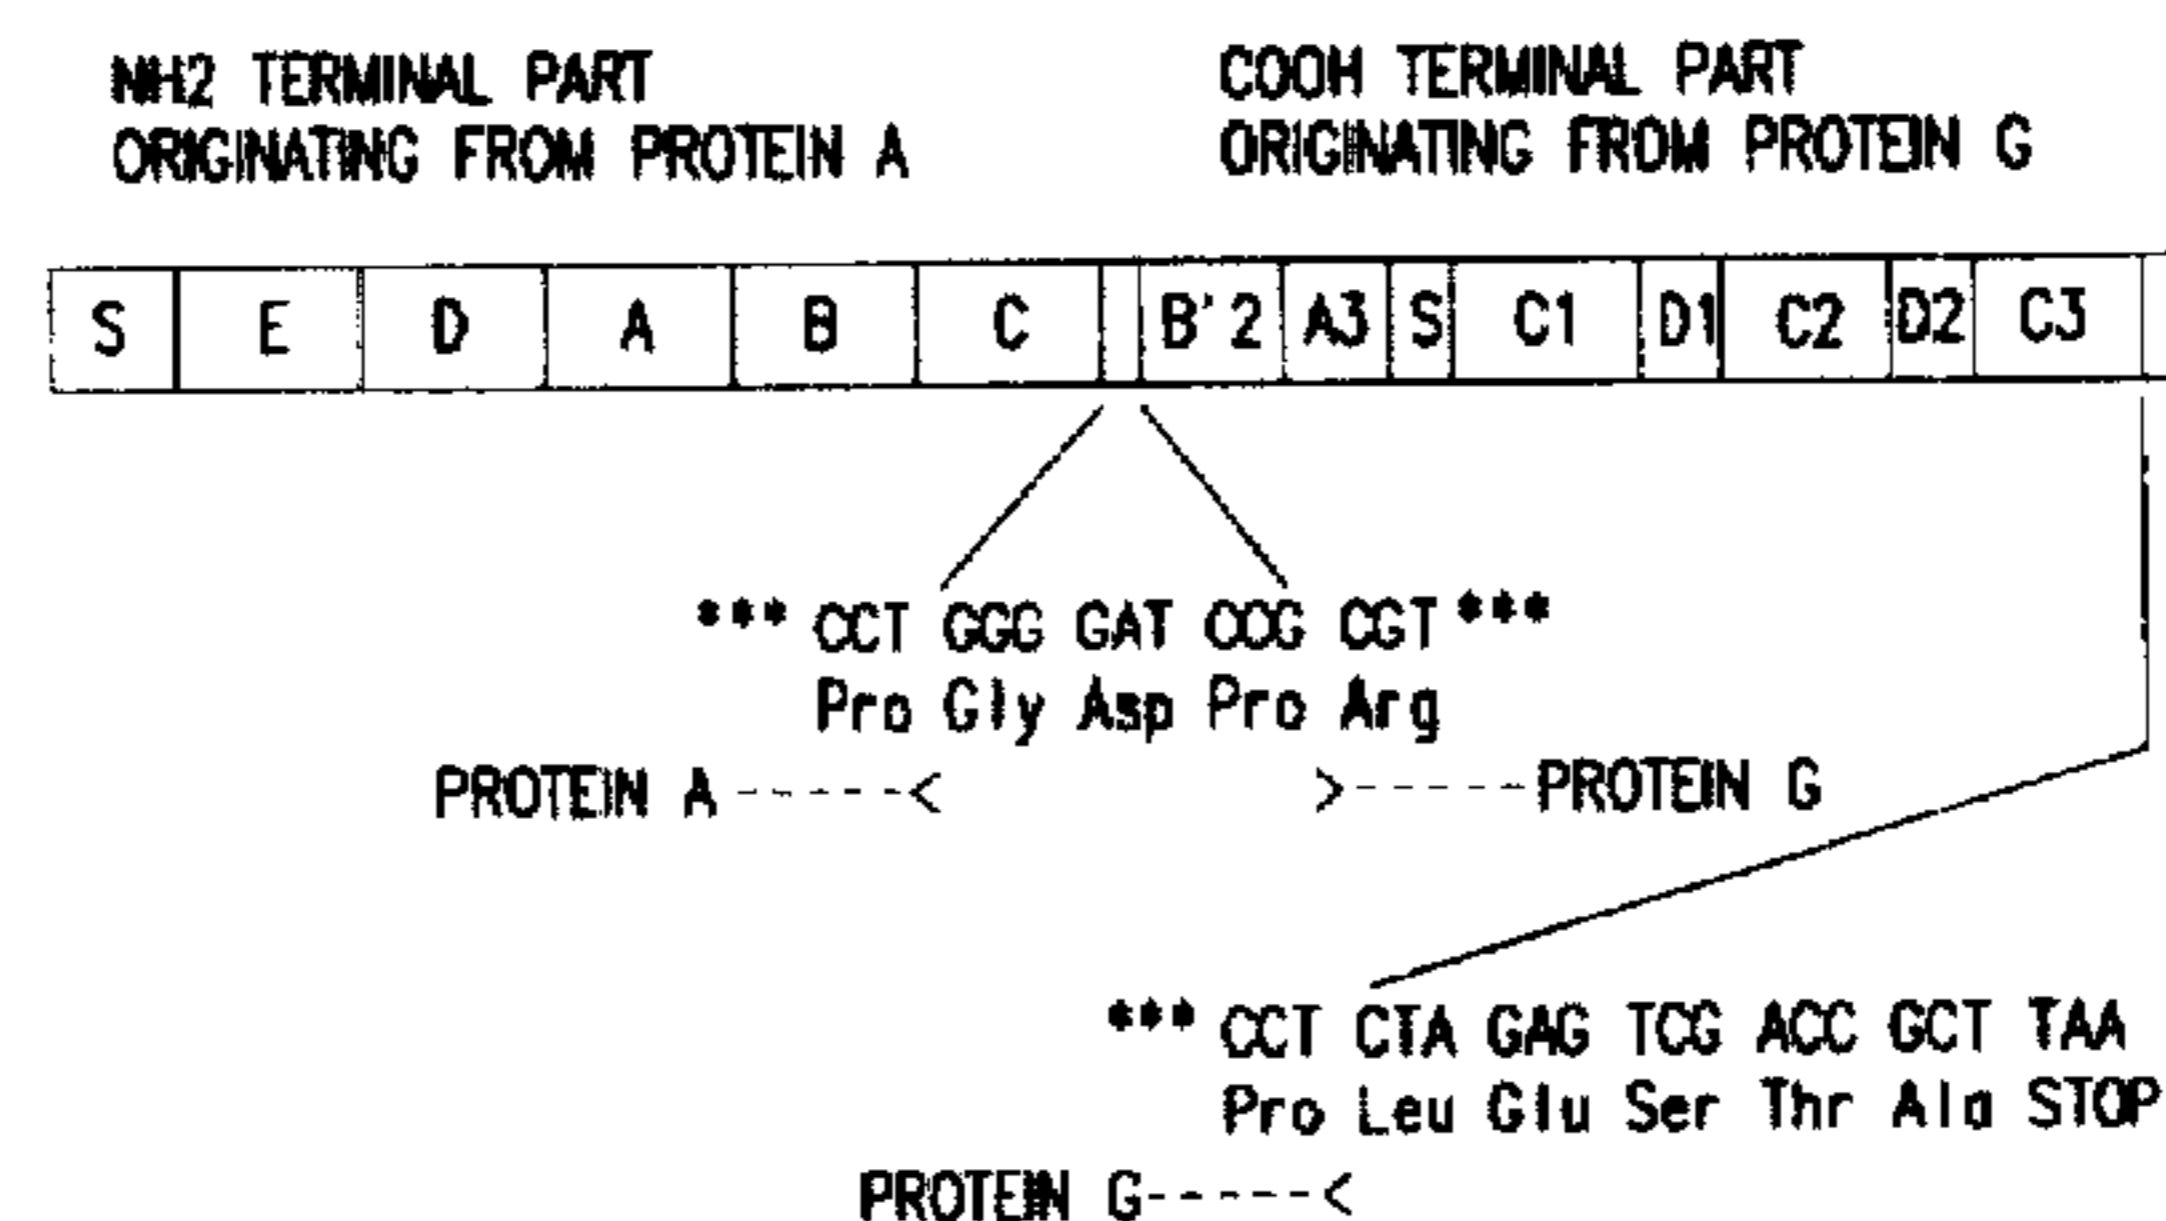 NH2 TERMINAL PART
ORIGINATING FROM PROTEIN A
COOH TERMINAL PART
ORIGINATING FROM PROTEIN G
S E D A B C B'2 A3 S C1 D1 C2 D2 C3
*** CCT GGG GAT CCG CGT ***
Pro Gly Asp Pro Arg
PROTEIN A -----< >------PROTEIN G
*** CCT CTA GAG TCG ACC GCT TAA
Pro Leu Glu Ser Thr Ala STOP
PROTEIN G------<